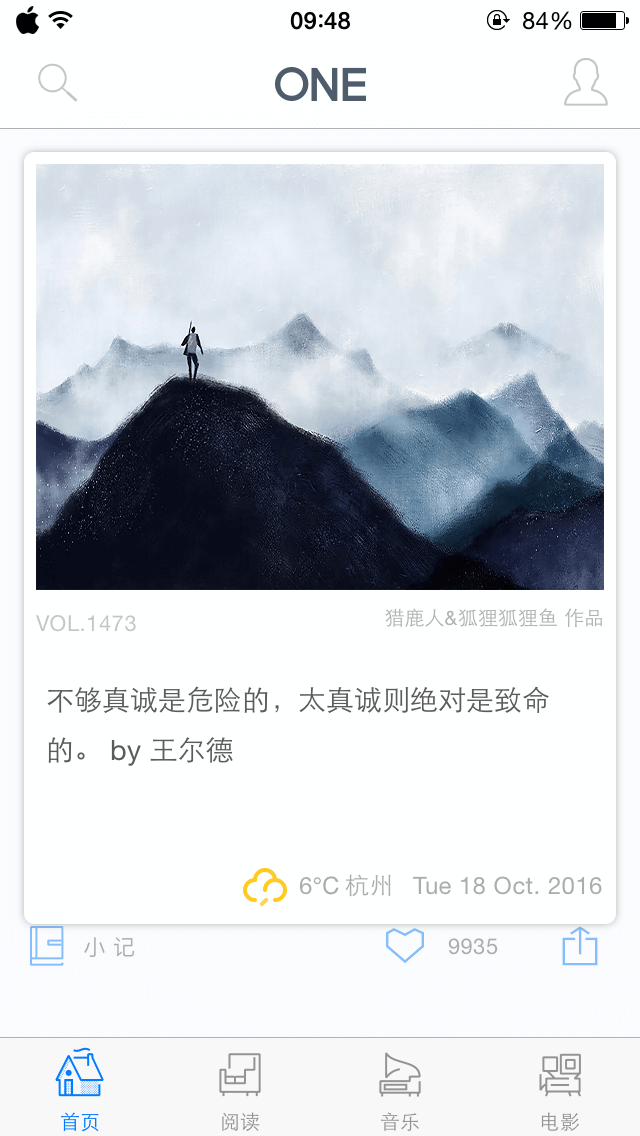 09:48
84%
ONE
VOL.1473
猎鹿人&狐狸狐狸鱼 作品
不够真诚是危险的，太真诚则绝对是致命
的。 by 王尔德
6°C 杭州 Tue 18 Oct. 2016
小 记
9935
首页 阅读 音乐 电影